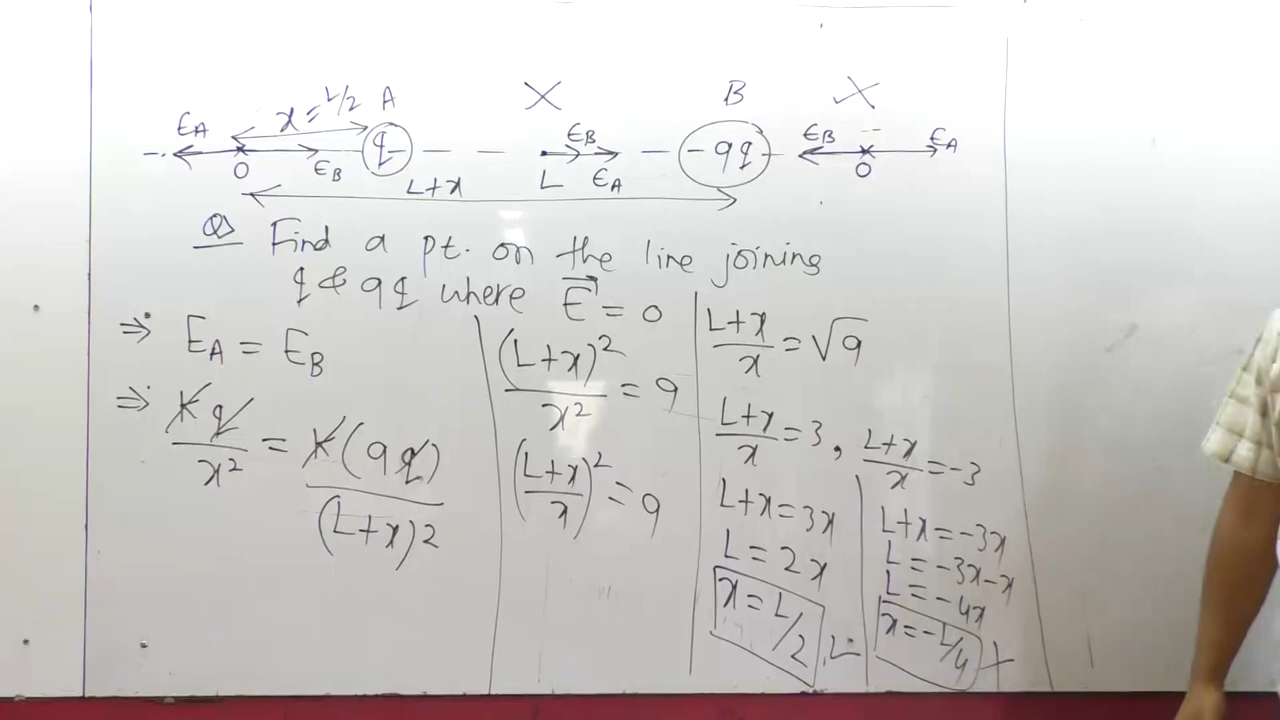 x = L/2 A B
E_A E_B E_B E_B E_A
q -9q
O L+x L E_A O
Q Find a pt. on the line joining
q & 9q where E⃗ = 0
⇒ E_A = E_B
⇒ Kq/x² = K(9q)/(L+x)²
(L+x)²/x² = 9
((L+x)/x)² = 9
(L+x)/x = √9
(L+x)/x = 3, (L+x)/x = -3
L+x = 3x
L = 2x
x = L/2
L+x = -3x
L = -3x-x
L = -4x
x = -L/4 ×